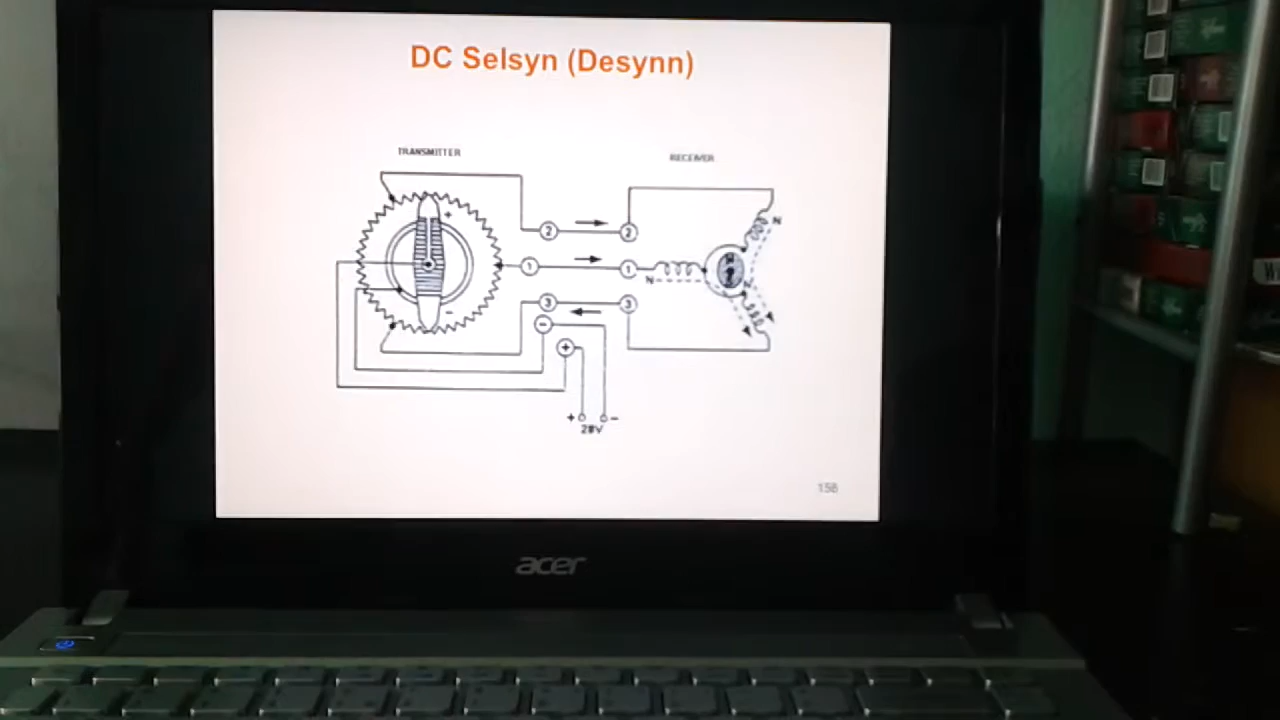 DC Selsyn (Desynn)
TRANSMITTER
RECEIVER
+
N
2
2
1
1
N
N
3
3
-
-
+
+
-
28V
158
acer